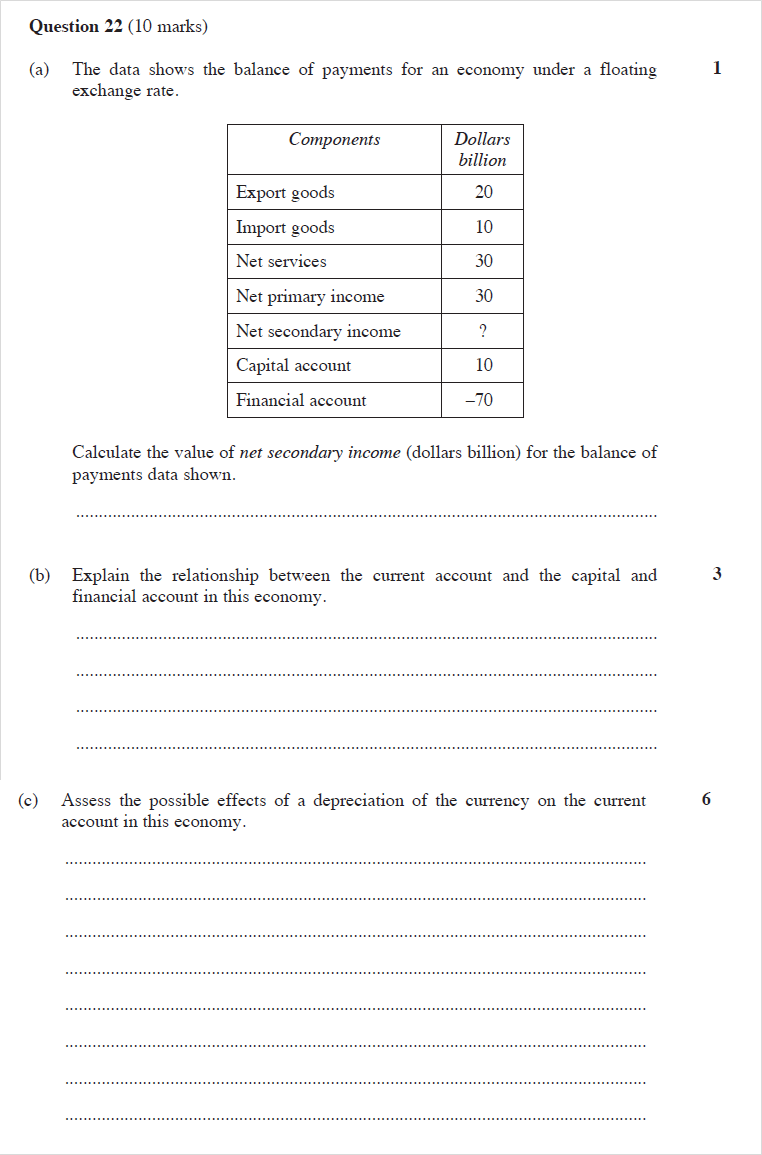 Question 22 (10 marks)
(a) The data shows the balance of payments for an economy under a floating 1
exchange rate.
Components Dollars
billion
Export goods 20
Import goods 10
Net services 30
Net primary income 30
Net secondary income ?
Capital account 10
Financial account –70
Calculate the value of net secondary income (dollars billion) for the balance of
payments data shown.
(b) Explain the relationship between the current account and the capital and 3
financial account in this economy.
(c) Assess the possible effects of a depreciation of the currency on the current 6
account in this economy.